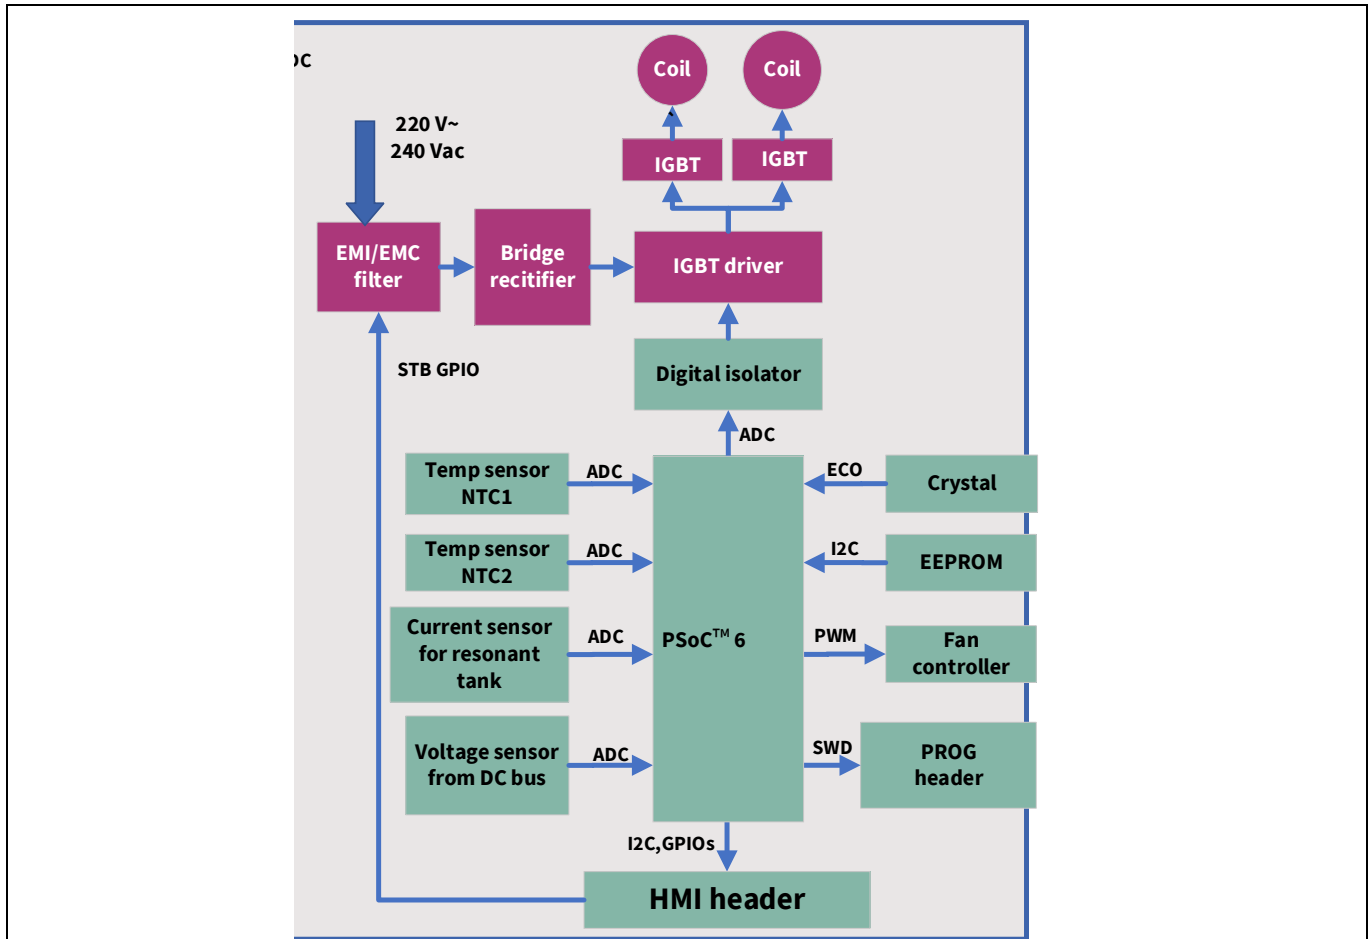 Coil
Coil
220 V~
240 Vac
IGBT
IGBT
EMI/EMC
filter
Bridge
recitifier
IGBT driver
STB GPIO
Digital isolator
ADC
Temp sensor
NTC1
ADC
ECO
Crystal
Temp sensor
NTC2
ADC
I2C
EEPROM
Current sensor
for resonant
tank
ADC
PSoC™ 6
PWM
Fan
controller
Voltage sensor
from DC bus
ADC
SWD
PROG
header
I2C,GPIOs
HMI header